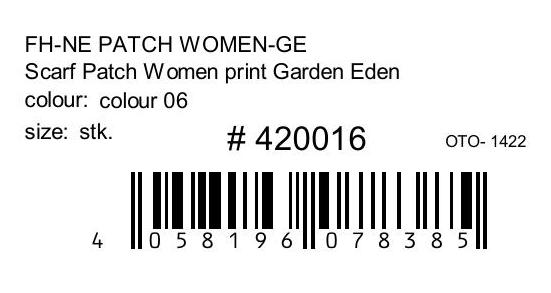 FH-NE PATCH WOMEN-GE
Scarf Patch Women print Garden Eden
colour: colour 06
size: stk.
# 420016
OTO- 1422
4 058196 078385